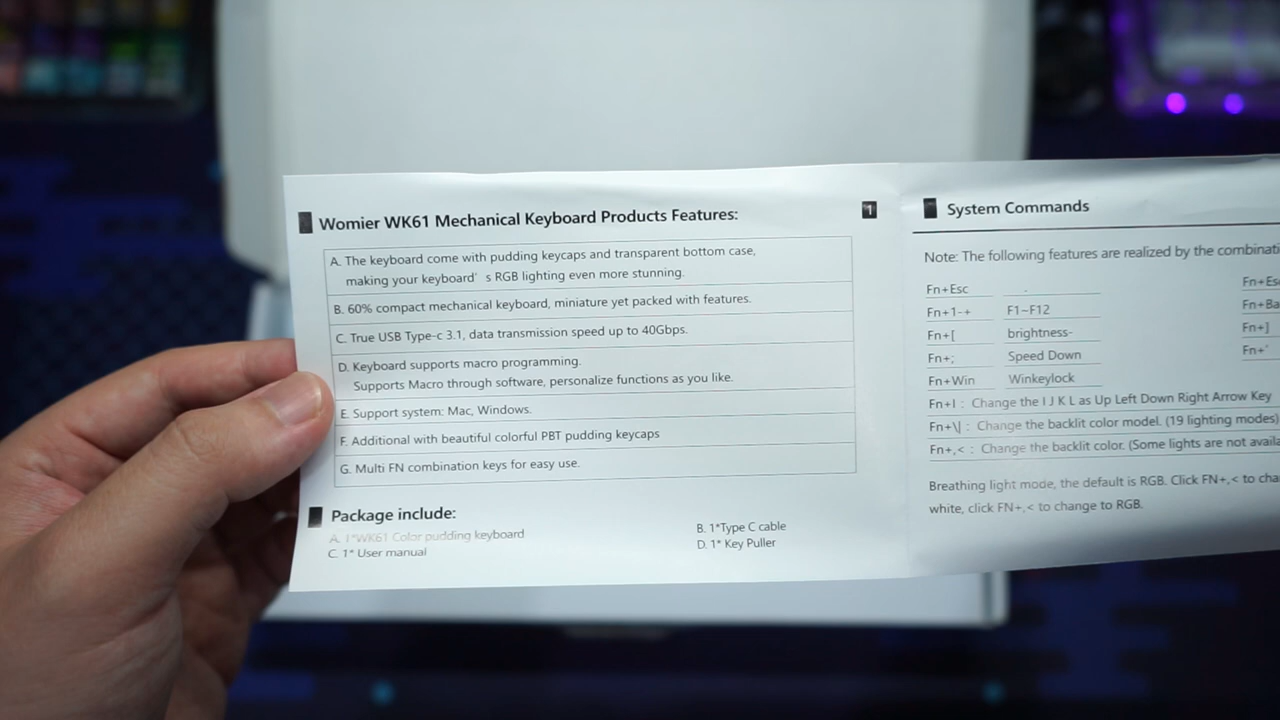 Womier WK61 Mechanical Keyboard Products Features:
1
A. The keyboard come with pudding keycaps and transparent bottom case,
making your keyboard' s RGB lighting even more stunning.
B. 60% compact mechanical keyboard, miniature yet packed with features.
C. True USB Type-c 3.1, data transmission speed up to 40Gbps.
D. Keyboard supports macro programming.
Supports Macro through software, personalize functions as you like.
E. Support system: Mac, Windows.
F. Additional with beautiful colorful PBT pudding keycaps
G. Multi FN combination keys for easy use.
Package include:
A. 1*WK61 Color pudding keyboard
B. 1*Type C cable
C. 1* User manual
D. 1* Key Puller
System Commands
Note: The following features are realized by the combinati
Fn+Esc .
Fn+Esc
Fn+1-+ F1~F12
Fn+Ba
Fn+[ brightness-
Fn+]
Fn+; Speed Down
Fn+'
Fn+Win Winkeylock
Fn+I : Change the I J K L as Up Left Down Right Arrow Key
Fn+\| : Change the backlit color model. (19 lighting modes)
Fn+,< : Change the backlit color. (Some lights are not availa
Breathing light mode, the default is RGB. Click FN+,< to cha
white, click FN+,< to change to RGB.